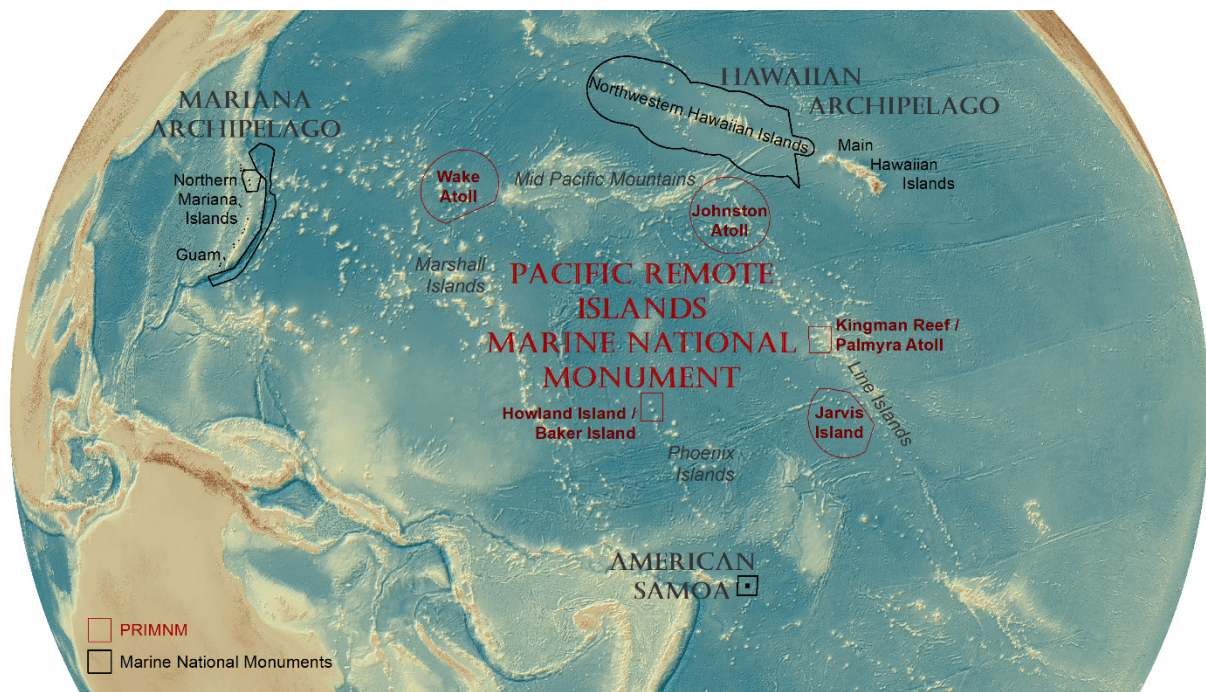 HAWAIIAN
ARCHIPELAGO
MARIANA
ARCHIPELAGO
Northwestern Hawaiian Islands
Main
Hawaiian
Islands
Northern
Mariana
Islands
Guam
Wake
Atoll
Mid Pacific Mountains
Johnston
Atoll
Marshall
Islands
PACIFIC REMOTE
ISLANDS
MARINE NATIONAL
MONUMENT
Kingman Reef /
Palmyra Atoll
Line Islands
Howland Island /
Baker Island
Jarvis
Island
Phoenix
Islands
AMERICAN
SAMOA
PRIMNM
Marine National Monuments